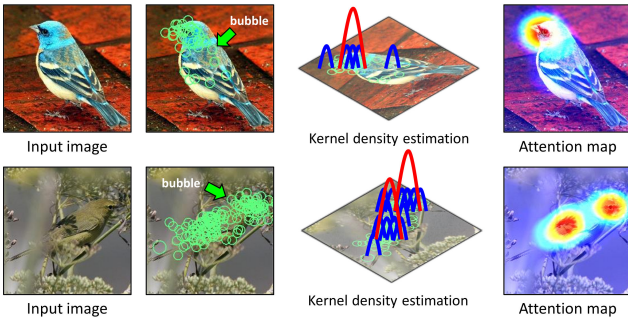 bubble
Input image
Kernel density estimation
Attention map
bubble
Input image
Kernel density estimation
Attention map